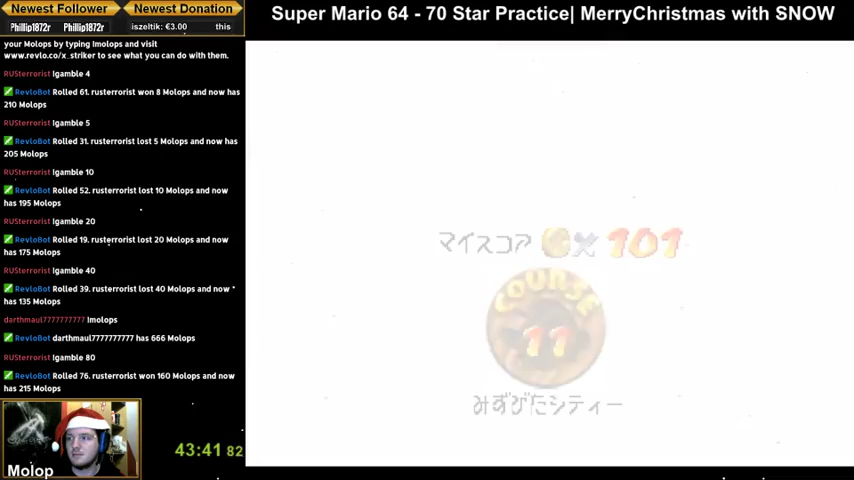 Newest Follower
Newest Donation
Phillip1872r Phillip1872r
iszeltik: €3.00 this
Super Mario 64 - 70 Star Practice| MerryChristmas with SNOW
your Molops by typing !molops and visit
www.revlo.co/x_striker to see what you can do with them.
RUSterrorist !gamble 4
RevloBot Rolled 61. rusterrorist won 8 Molops and now has
210 Molops
RUSterrorist !gamble 5
RevloBot Rolled 31. rusterrorist lost 5 Molops and now has
205 Molops
RUSterrorist !gamble 10
RevloBot Rolled 52. rusterrorist lost 10 Molops and now
has 195 Molops
RUSterrorist !gamble 20
RevloBot Rolled 19. rusterrorist lost 20 Molops and now
has 175 Molops
RUSterrorist !gamble 40
RevloBot Rolled 39. rusterrorist lost 40 Molops and now
has 135 Molops
darthmaul7777777777 !molops
RevloBot darthmaul7777777777 has 666 Molops
RUSterrorist !gamble 80
RevloBot Rolled 76. rusterrorist won 160 Molops and now
has 215 Molops
マイスコア × 101
COURSE
11
みずびたシティー
43:41 82
Molop